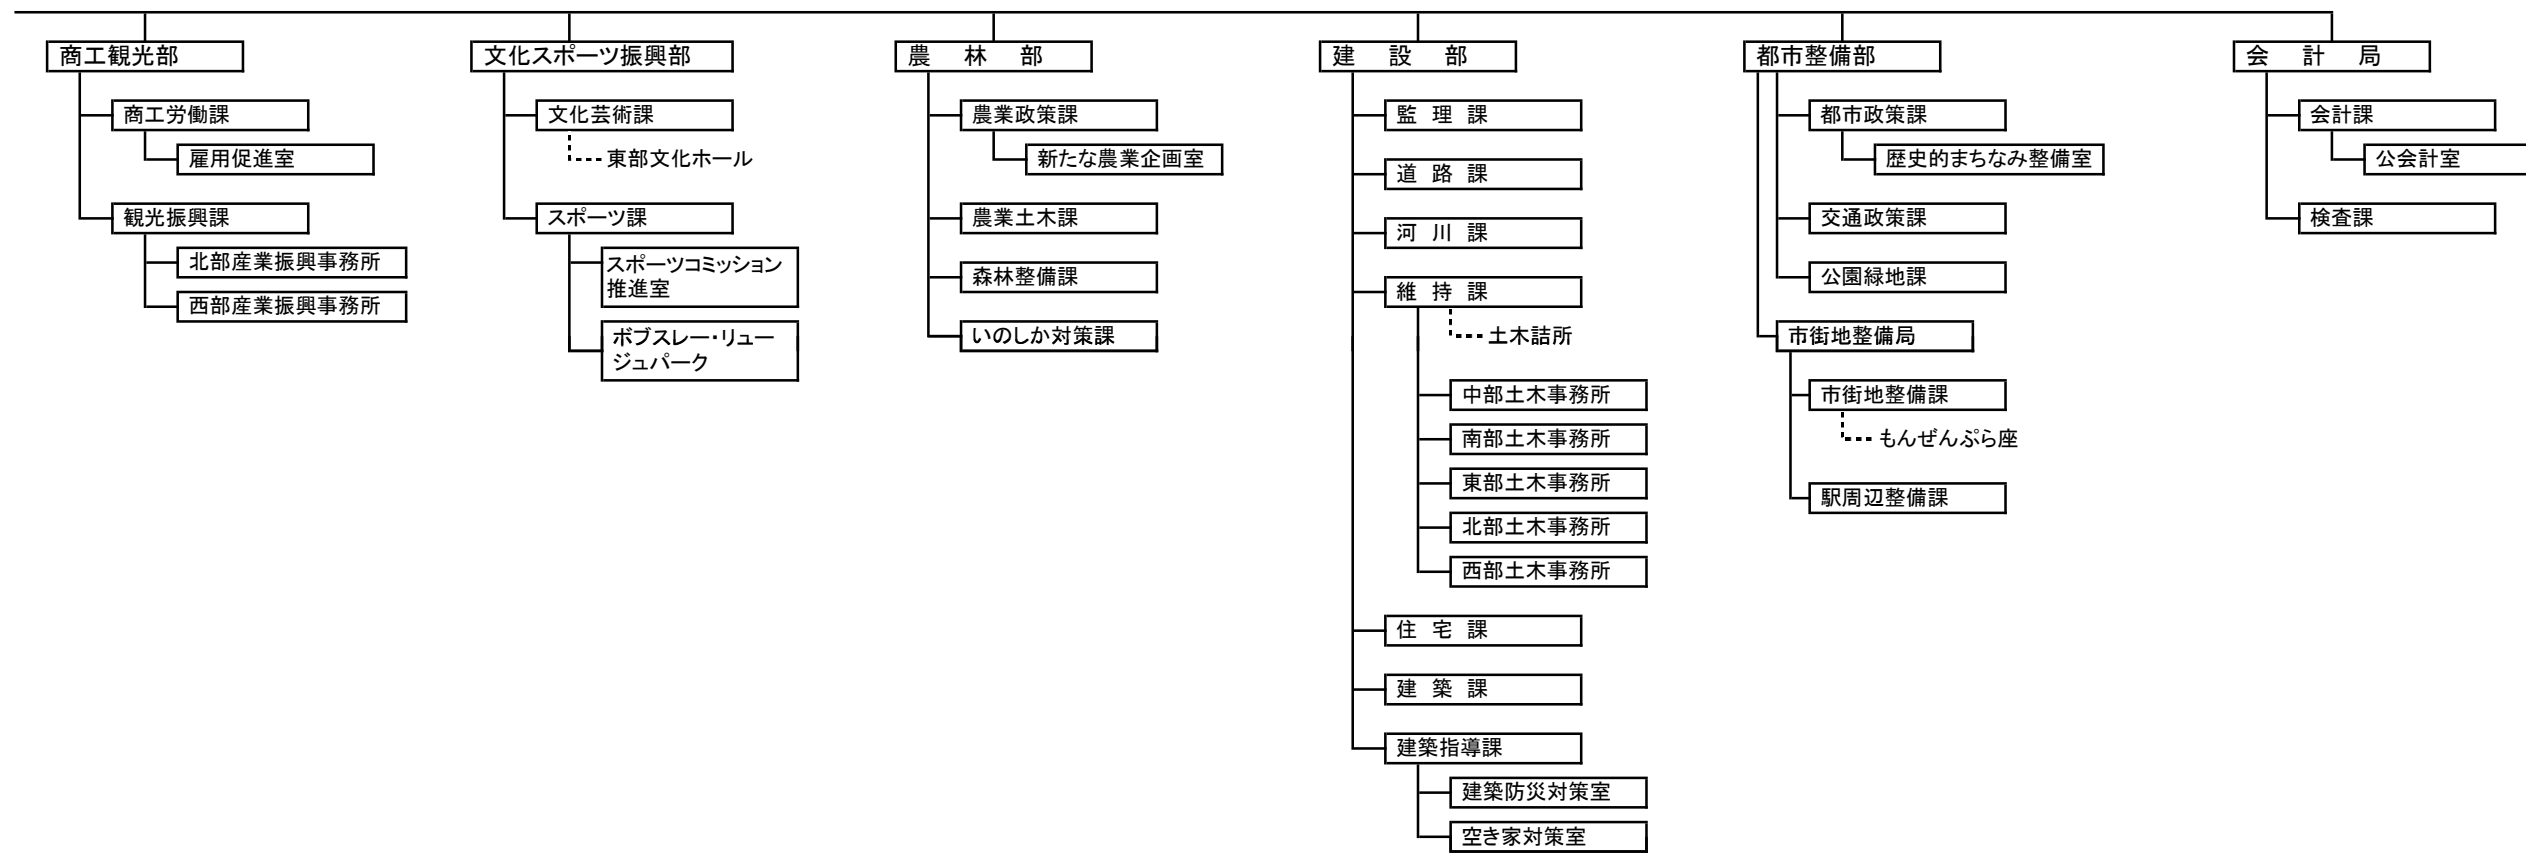 商工観光部
商工労働課
雇用促進室
観光振興課
北部産業振興事務所
西部産業振興事務所
文化スポーツ振興部
文化芸術課
東部文化ホール
スポーツ課
スポーツコミッション
推進室
ボブスレー・リュー
ジュパーク
農　林　部
農業政策課
新たな農業企画室
農業土木課
森林整備課
いのしか対策課
建　設　部
監　理　課
道　路　課
河　川　課
維　持　課
土木詰所
中部土木事務所
南部土木事務所
東部土木事務所
北部土木事務所
西部土木事務所
住　宅　課
建　築　課
建築指導課
建築防災対策室
空き家対策室
都市整備部
都市政策課
歴史的まちなみ整備室
交通政策課
公園緑地課
市街地整備局
市街地整備課
もんぜんぷら座
駅周辺整備課
会　計　局
会計課
公会計室
検査課